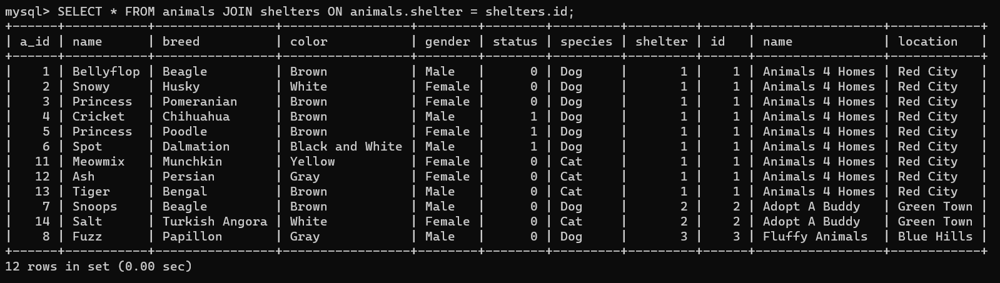 mysql> SELECT * FROM animals JOIN shelters ON animals.shelter = shelters.id;
+------+-----------+----------------+-----------------+--------+--------+---------+---------+------+-----------------+------------+
| a_id | name      | breed          | color           | gender | status | species | shelter | id   | name            | location   |
+------+-----------+----------------+-----------------+--------+--------+---------+---------+------+-----------------+------------+
|    1 | Bellyflop | Beagle         | Brown           | Male   |      0 | Dog     |       1 |    1 | Animals 4 Homes | Red City   |
|    2 | Snowy     | Husky          | White           | Female |      0 | Dog     |       1 |    1 | Animals 4 Homes | Red City   |
|    3 | Princess  | Pomeranian     | Brown           | Female |      0 | Dog     |       1 |    1 | Animals 4 Homes | Red City   |
|    4 | Cricket   | Chihuahua      | Brown           | Male   |      1 | Dog     |       1 |    1 | Animals 4 Homes | Red City   |
|    5 | Princess  | Poodle         | Brown           | Female |      1 | Dog     |       1 |    1 | Animals 4 Homes | Red City   |
|    6 | Spot      | Dalmation      | Black and White | Male   |      1 | Dog     |       1 |    1 | Animals 4 Homes | Red City   |
|   11 | Meowmix   | Munchkin       | Yellow          | Female |      0 | Cat     |       1 |    1 | Animals 4 Homes | Red City   |
|   12 | Ash       | Persian        | Gray            | Female |      0 | Cat     |       1 |    1 | Animals 4 Homes | Red City   |
|   13 | Tiger     | Bengal         | Brown           | Male   |      0 | Cat     |       1 |    1 | Animals 4 Homes | Red City   |
|    7 | Snoops    | Beagle         | Brown           | Male   |      0 | Dog     |       2 |    2 | Adopt A Buddy   | Green Town |
|   14 | Salt      | Turkish Angora | White           | Female |      0 | Cat     |       2 |    2 | Adopt A Buddy   | Green Town |
|    8 | Fuzz      | Papillon       | Gray            | Male   |      0 | Dog     |       3 |    3 | Fluffy Animals  | Blue Hills |
+------+-----------+----------------+-----------------+--------+--------+---------+---------+------+-----------------+------------+
12 rows in set (0.00 sec)